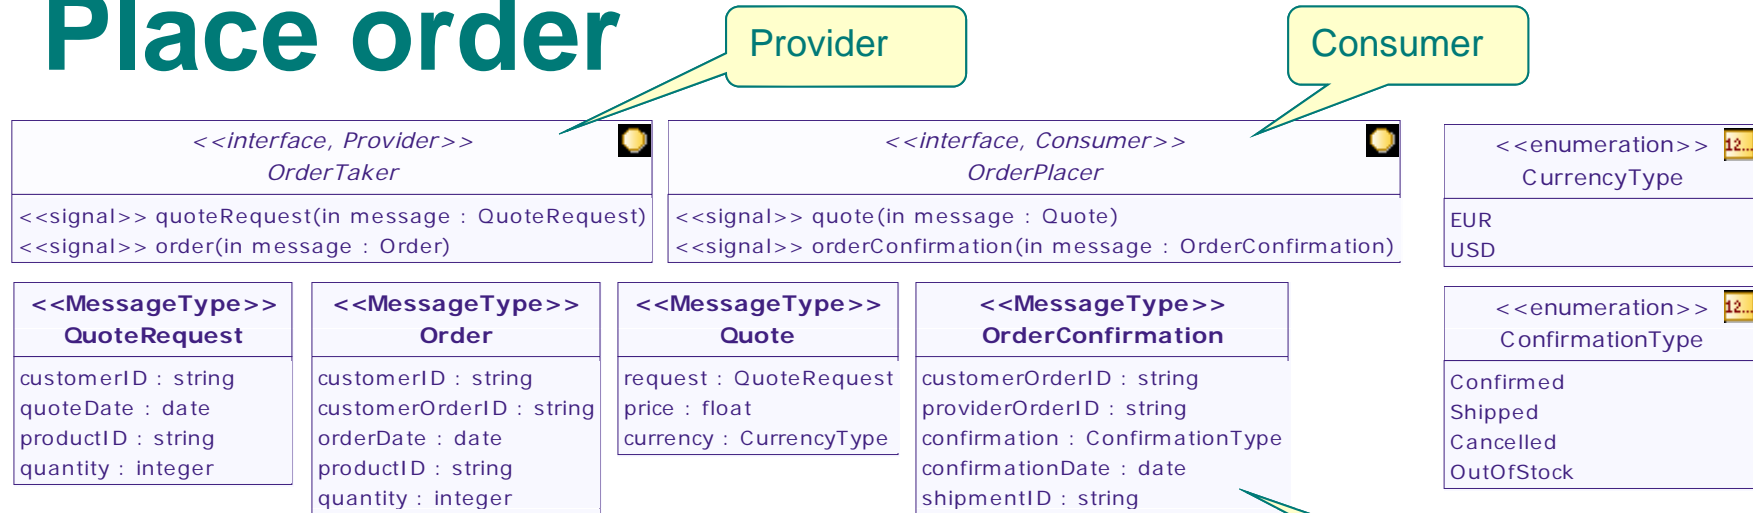 Place order
Provider
Consumer
<<interface, Provider>>
OrderTaker
<<signal>> quoteRequest(in message : QuoteRequest)
<<signal>> order(in message : Order)
<<interface, Consumer>>
OrderPlacer
<<signal>> quote(in message : Quote)
<<signal>> orderConfirmation(in message : OrderConfirmation)
<<enumeration>>
12...
CurrencyType
EUR
USD
<<MessageType>>
QuoteRequest
customerID : string
quoteDate : date
productID : string
quantity : integer
<<MessageType>>
Order
customerID : string
customerOrderID : string
orderDate : date
productID : string
quantity : integer
<<MessageType>>
Quote
request : QuoteRequest
price : float
currency : CurrencyType
<<MessageType>>
OrderConfirmation
customerOrderID : string
providerOrderID : string
confirmation : ConfirmationType
confirmationDate : date
shipmentID : string
<<enumeration>>
12...
ConfirmationType
Confirmed
Shipped
Cancelled
OutOfStock